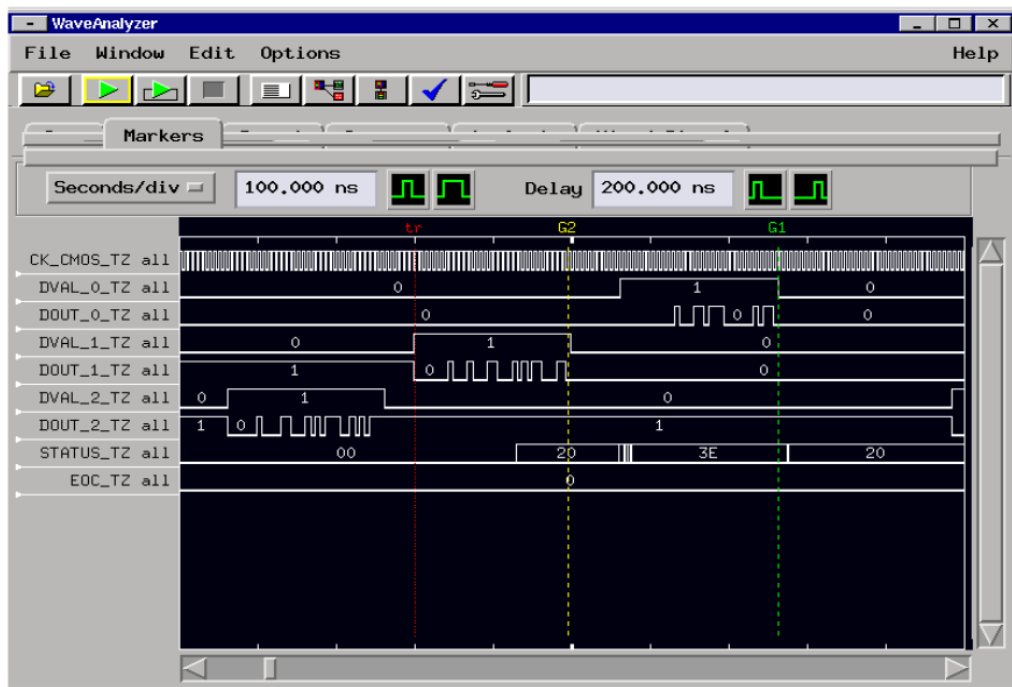 WaveAnalyzer
File Window Edit Options Help
Markers
Seconds/div 100.000 ns Delay 200.000 ns
tr G2 G1
CK_CMOS_TZ all
DVAL_0_TZ all 0 1 0
DOUT_0_TZ all 0 0 0
DVAL_1_TZ all 0 1 0
DOUT_1_TZ all 1 0 0
DVAL_2_TZ all 0 1 0
DOUT_2_TZ all 1 0 1
STATUS_TZ all 00 20 3E 20
EOC_TZ all 0